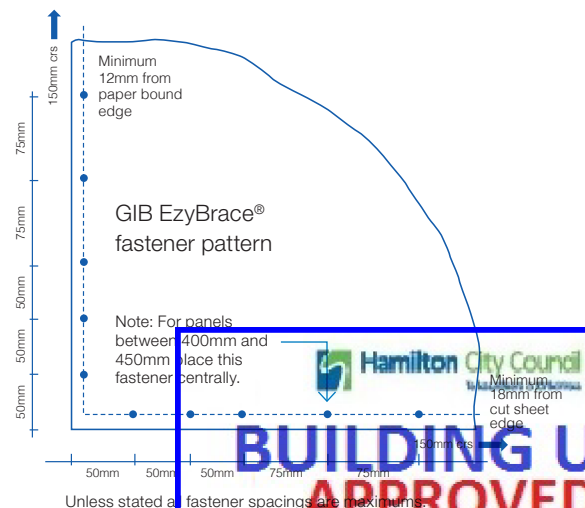 150mm crs
Minimum
12mm from
paper bound
edge
75mm
75mm
50mm
50mm
50mm
GIB EzyBrace®
fastener pattern
Note: For panels
between 400mm and
450mm place this
fastener centrally.
Hamilton City Council
Minimum
18mm from
cut sheet
edge
150mm crs
50mm 50mm 50mm 75mm 75mm
BUILDING U
Unless stated all fastener spacings are maximums.
APPROVED